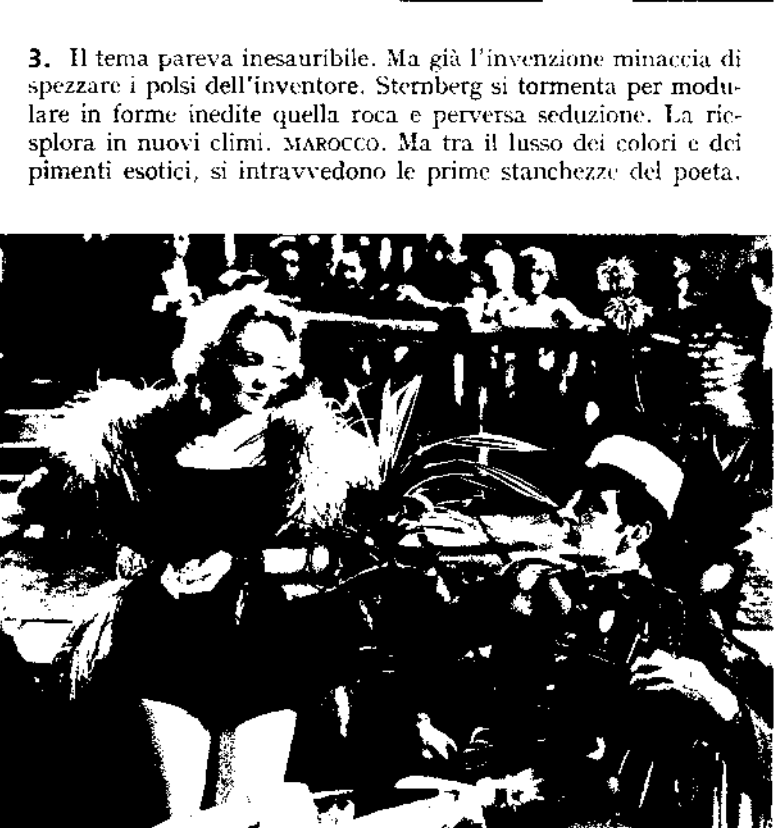 3. Il tema pareva inesauribile. Ma già l'invenzione minaccia di
spezzare i polsi dell'inventore. Sternberg si tormenta per modu-
lare in forme inedite quella roca e perversa seduzione. La rie-
splora in nuovi climi. MAROCCO. Ma tra il lusso dei colori e dei
pimenti esotici, si intravvedono le prime stanchezze del poeta.